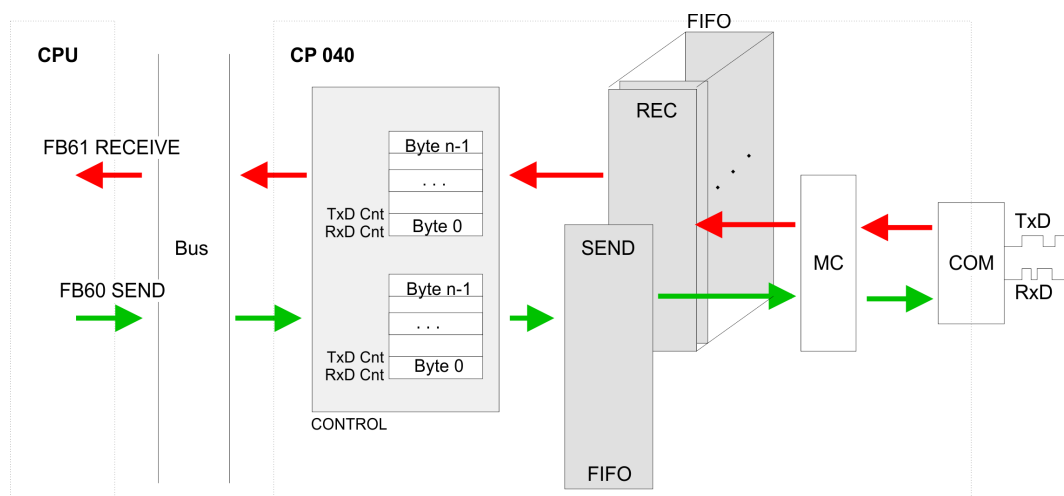 FIFO
CPU
CP 040
REC
FB61 RECEIVE
Byte n-1
. . .
TxD Cnt
RxD Cnt
Byte 0
TxD
Bus
SEND
MC
COM
RxD
FB60 SEND
Byte n-1
. . .
TxD Cnt
RxD Cnt
Byte 0
CONTROL
FIFO